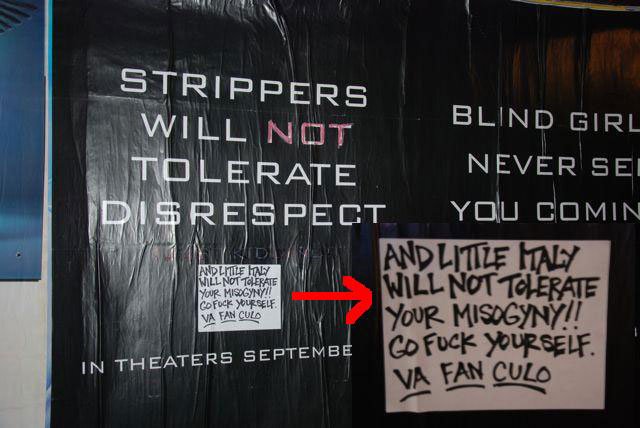 STRIPPERS
WILL NOT
TOLERATE
DISRESPECT
AND LITTLE ITALY
WILL NOT TOLERATE
YOUR MISOGYNY!!
GO FUCK YOURSELF.
VA FAN CULO
IN THEATERS SEPTEMBE
BLIND GIRL
NEVER SE
YOU COMIN
AND LITTLE ITALY
WILL NOT TOLERATE
YOUR MISOGYNY!!
GO FUCK YOURSELF.
VA FAN CULO